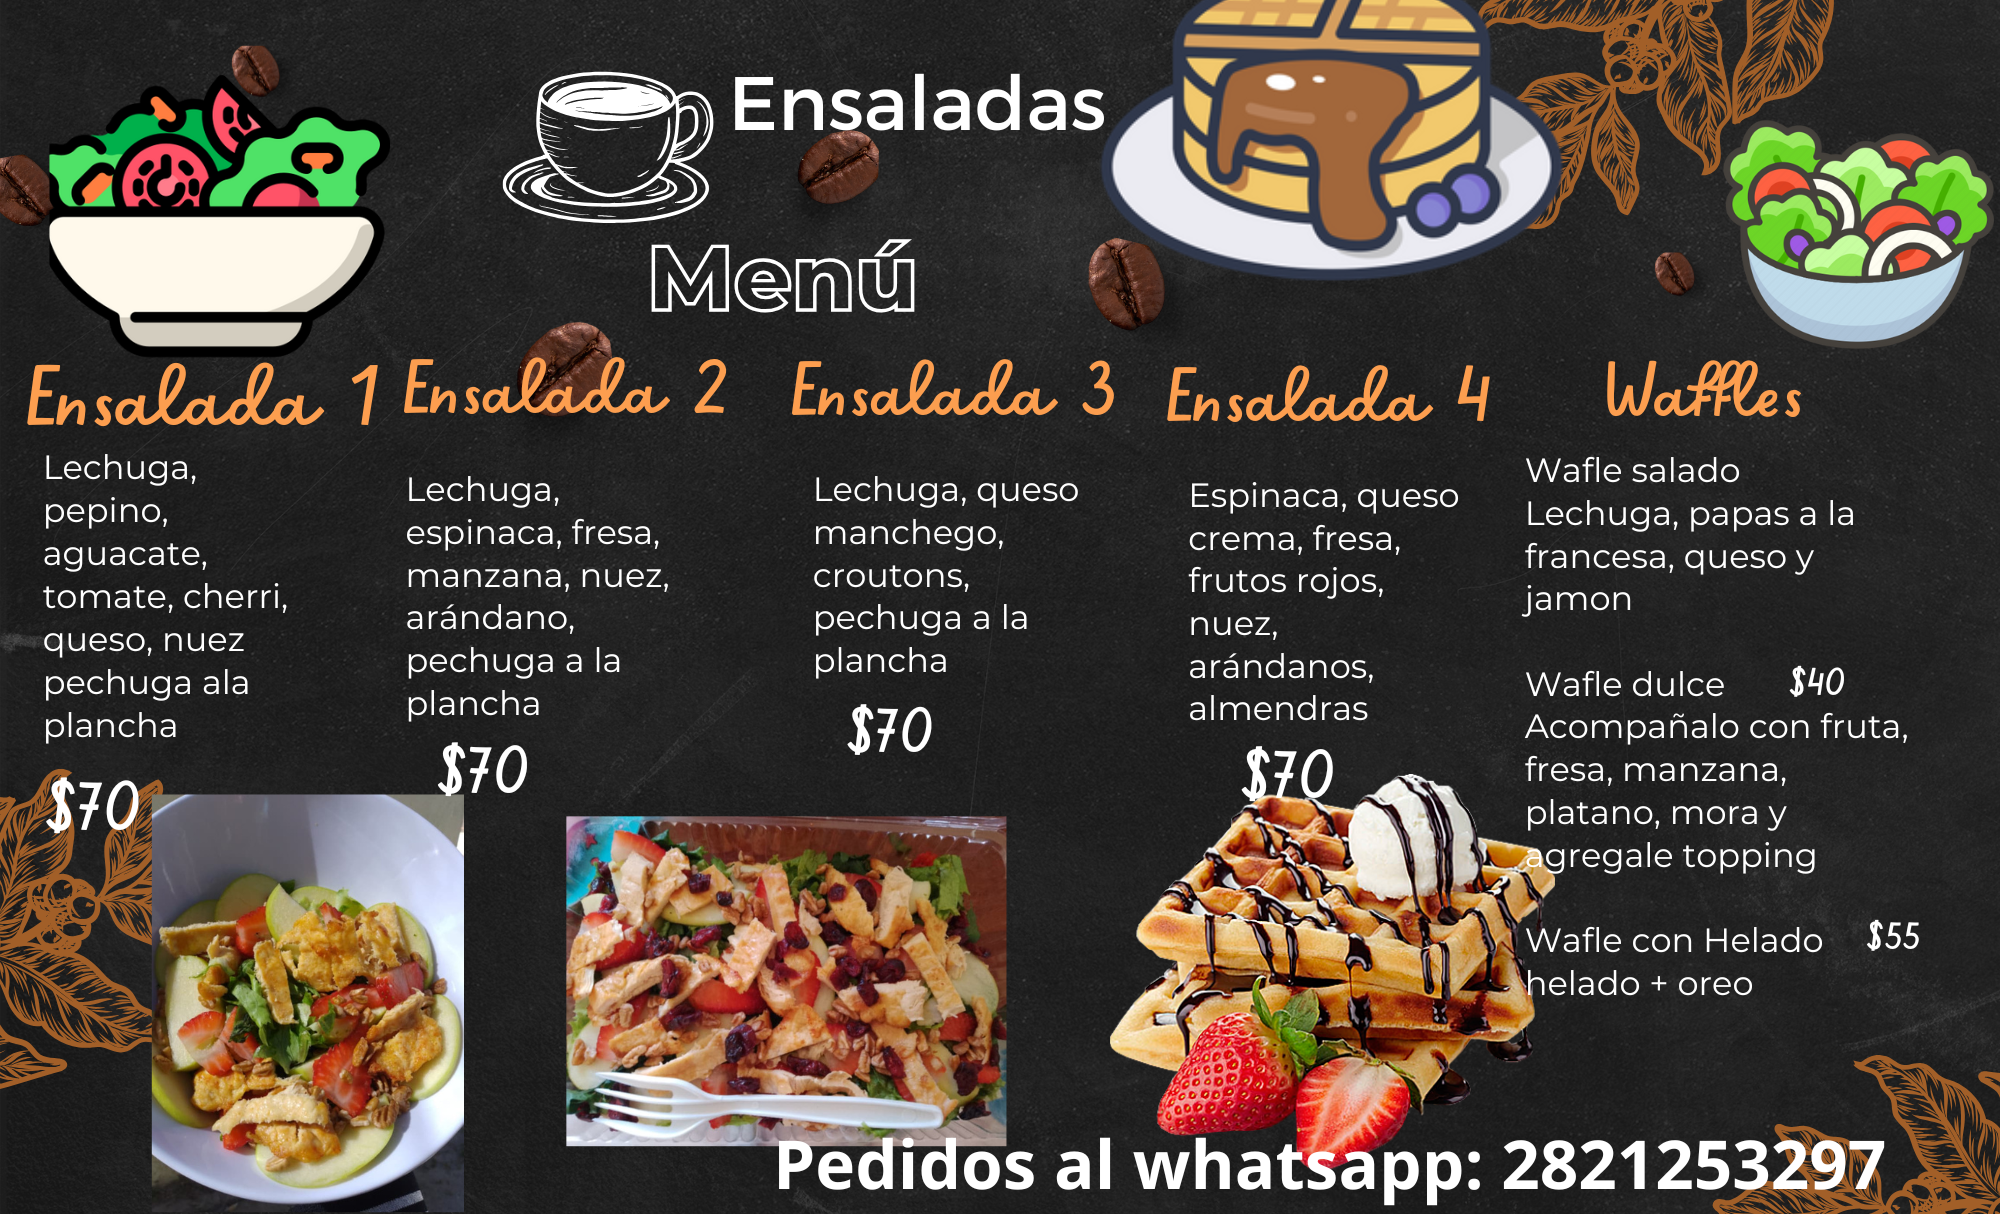 Ensaladas
Menú
Ensalada 1
Lechuga,
pepino,
aguacate,
tomate, cherri,
queso, nuez
pechuga ala
plancha
$70
Ensalada 2
Lechuga,
espinaca, fresa,
manzana, nuez,
arándano,
pechuga a la
plancha
$70
Ensalada 3
Lechuga, queso
manchego,
croutons,
pechuga a la
plancha
$70
Ensalada 4
Espinaca, queso
crema, fresa,
frutos rojos,
nuez,
arándanos,
almendras
$70
Waffles
Wafle salado
Lechuga, papas a la
francesa, queso y
jamon
Wafle dulce $40
Acompañalo con fruta,
fresa, manzana,
platano, mora y
agregale topping
Wafle con Helado $55
helado + oreo
Pedidos al whatsapp: 2821253297